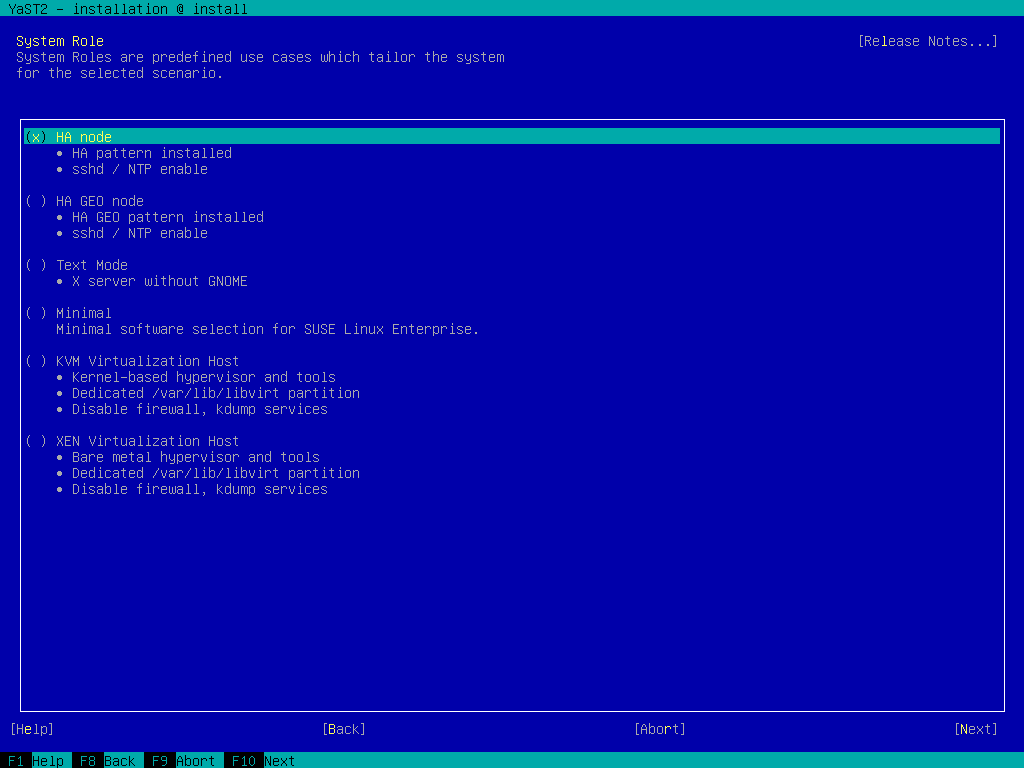 YaST2 - installation @ install
System Role [Release Notes...]
System Roles are predefined use cases which tailor the system
for the selected scenario.
(x) HA node
• HA pattern installed
• sshd / NTP enable
( ) HA GEO node
• HA GEO pattern installed
• sshd / NTP enable
( ) Text Mode
• X server without GNOME
( ) Minimal
Minimal software selection for SUSE Linux Enterprise.
( ) KVM Virtualization Host
• Kernel-based hypervisor and tools
• Dedicated /var/lib/libvirt partition
• Disable firewall, kdump services
( ) XEN Virtualization Host
• Bare metal hypervisor and tools
• Dedicated /var/lib/libvirt partition
• Disable firewall, kdump services
[Help] [Back] [Abort] [Next]
F1 Help F8 Back F9 Abort F10 Next